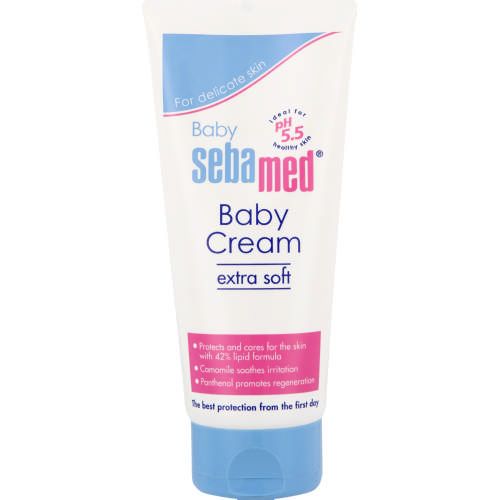 For delicate skin
Baby
ideal for
pH
5.5
healthy skin
sebamed®
Baby
Cream
extra soft
• Protects and cares for the skin
with 42% lipid formula
• Camomile soothes irritation
• Panthenol promotes regeneration
The best protection from the first day